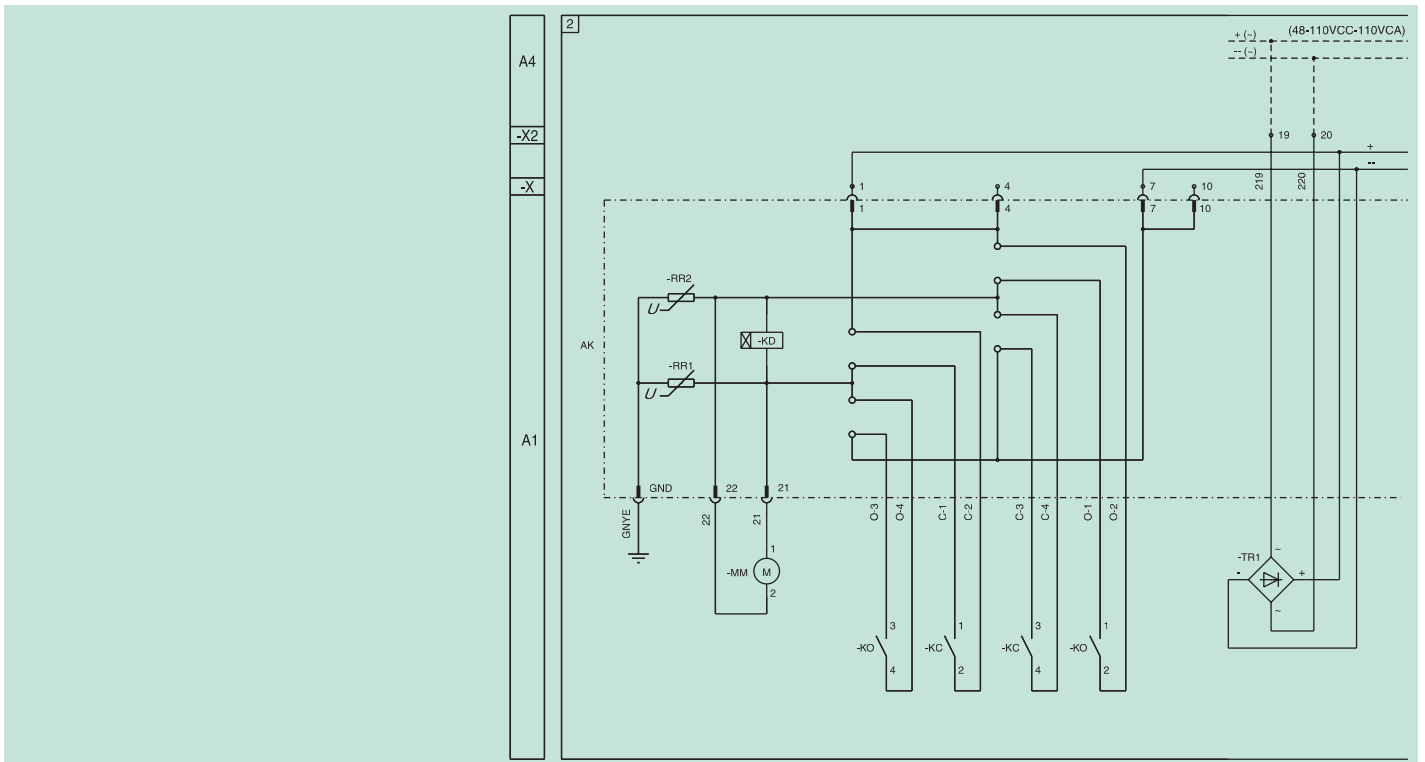 2
(48-110VCC-110VCA)
+ (~)
-- (~)
A4
-X2
19 20
+
--
-X
1 4 7 10
219 220
1 4 7 10
-RR2
U
AK
-KD
-RR1
U
A1
GND 22 21
GNYE 22 21 O-3 O-4 C-1 C-2 C-3 C-4 O-1 O-2
1
-MM M
2
-TR1 ~
- +
~
3 1 3 1
-KO -KC -KC -KO
4 2 4 2